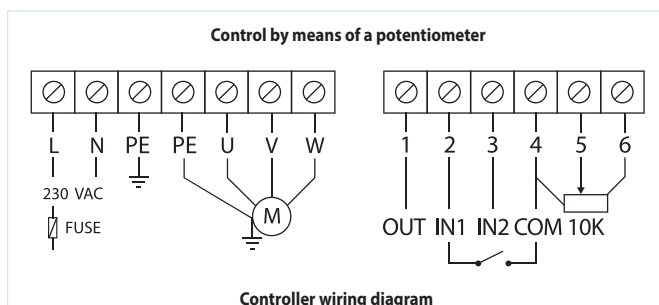 Control by means of a potentiometer
L N PE PE U V W 1 2 3 4 5 6
230 VAC
FUSE
M
OUT IN1 IN2 COM 10K
Controller wiring diagram